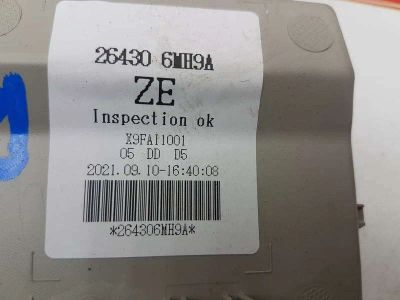 26430 6MH9A
ZE
Inspection ok
X9FAI1001
05 DD D5
2021.09.10-16:40:08
*264306MH9A*